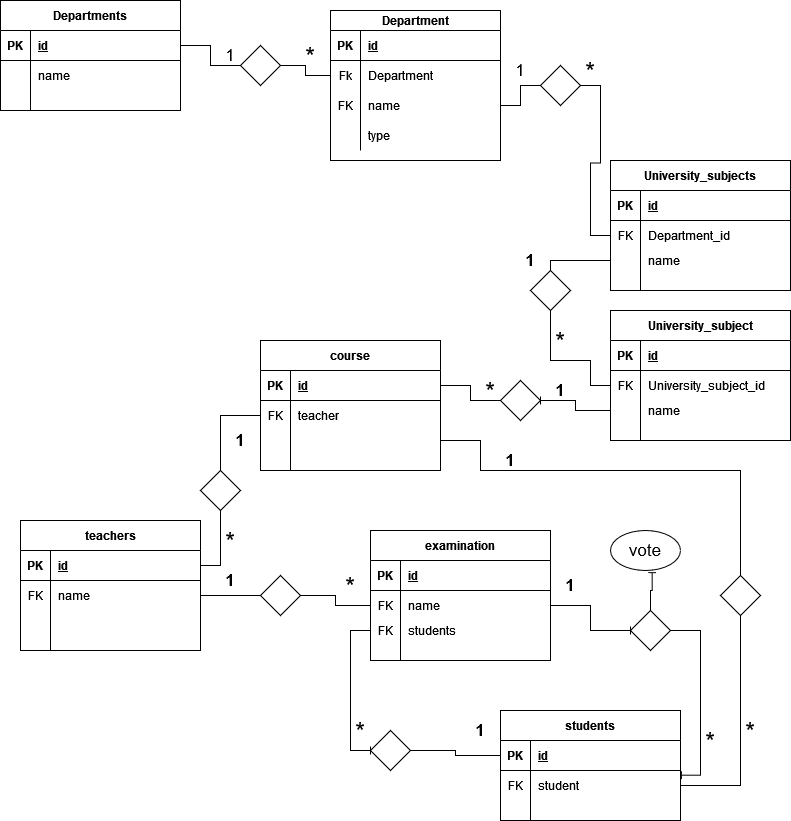 Departments
PK id
name
1
*
Department
PK id
Fk Department
FK name
type
1
*
University_subjects
PK id
FK Department_id
name
1
*
University_subject
PK id
FK University_subject_id
name
course
PK id
FK teacher
*
1
1
*
1
teachers
PK id
FK name
1
*
examination
PK id
FK name
FK students
1
vote
*
1
*
*
students
PK id
FK student